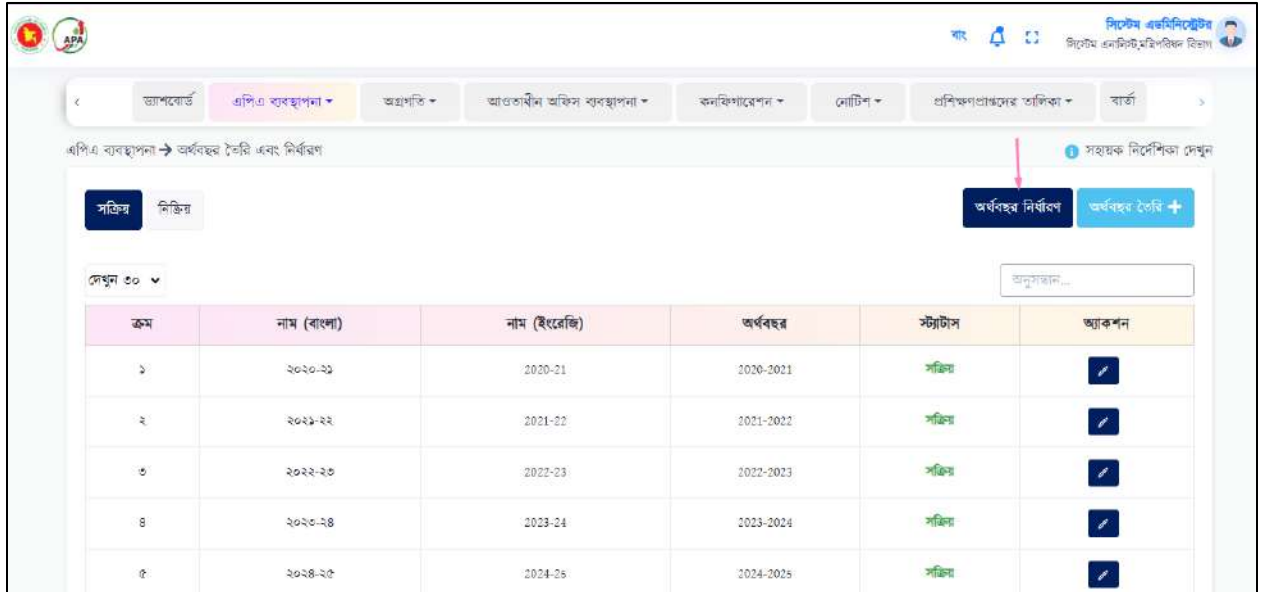 APA
বাং
সিস্টেম এডমিনিস্ট্রেটর
সিস্টেম এনালিস্ট,মন্ত্রিপরিষদ বিভাগ
ড্যাশবোর্ড এপিএ ব্যবস্থাপনা অগ্রগতি আওতাধীন অফিস ব্যবস্থাপনা কনফিগারেশন নোটিশ প্রশিক্ষণপ্রাপ্তদের তালিকা বার্তা
এপিএ ব্যবস্থাপনা → অর্থবছর তৈরি এবং নির্ধারণ সহায়ক নির্দেশিকা দেখুন
সক্রিয় নিষ্ক্রিয় অর্থবছর নির্ধারণ অর্থবছর তৈরি +
দেখুন ৩০ অনুসন্ধান...
ক্রম নাম (বাংলা) নাম (ইংরেজি) অর্থবছর স্ট্যাটাস অ্যাকশন
১ ২০২০-২১ 2020-21 2020-2021 সক্রিয়
২ ২০২১-২২ 2021-22 2021-2022 সক্রিয়
৩ ২০২২-২৩ 2022-23 2022-2023 সক্রিয়
৪ ২০২৩-২৪ 2023-24 2023-2024 সক্রিয়
৫ ২০২৪-২৫ 2024-25 2024-2025 সক্রিয়